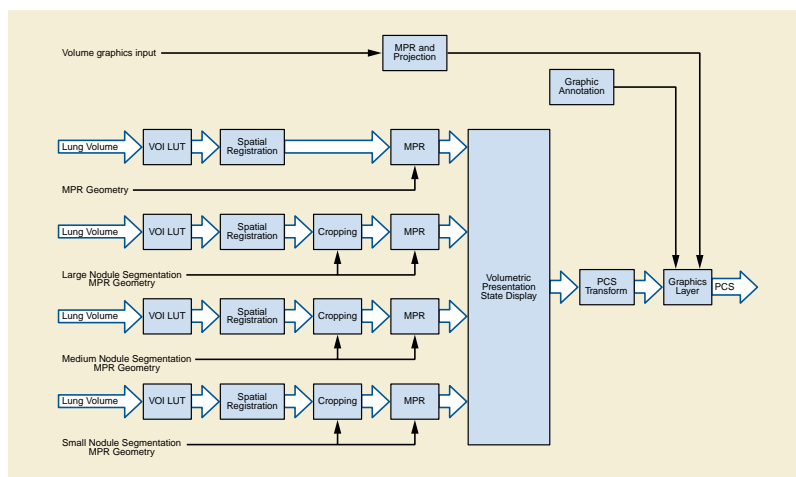 Volume graphics input
MPR and
Projection
Graphic
Annotation
Lung Volume
VOI LUT
Spatial
Registration
MPR
MPR Geometry
Lung Volume
VOI LUT
Spatial
Registration
Cropping
MPR
Large Nodule Segmentation
MPR Geometry
Volumetric
Presentation
State Display
PCS
Transform
Graphics
Layer
PCS
Lung Volume
VOI LUT
Spatial
Registration
Cropping
MPR
Medium Nodule Segmentation
MPR Geometry
Lung Volume
VOI LUT
Spatial
Registration
Cropping
MPR
Small Nodule Segmentation
MPR Geometry